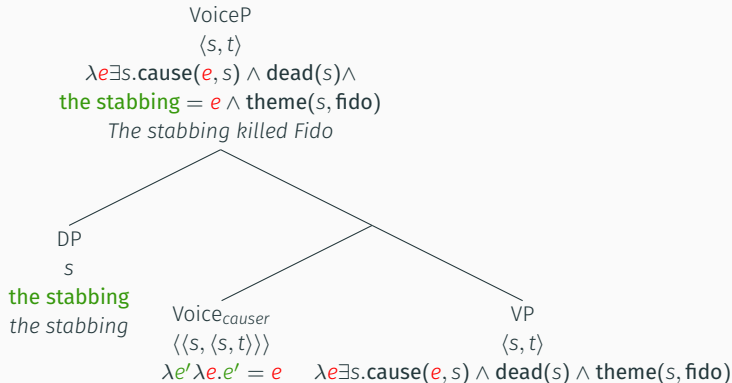 VoiceP
⟨s, t⟩
λe∃s.cause(e, s) ∧ dead(s)∧
the stabbing = e ∧ theme(s, fido)
The stabbing killed Fido
DP
s
the stabbing
the stabbing
Voice_causer
⟨⟨s, ⟨s, t⟩⟩⟩
λe′λe.e′ = e
VP
⟨s, t⟩
λe∃s.cause(e, s) ∧ dead(s) ∧ theme(s, fido)